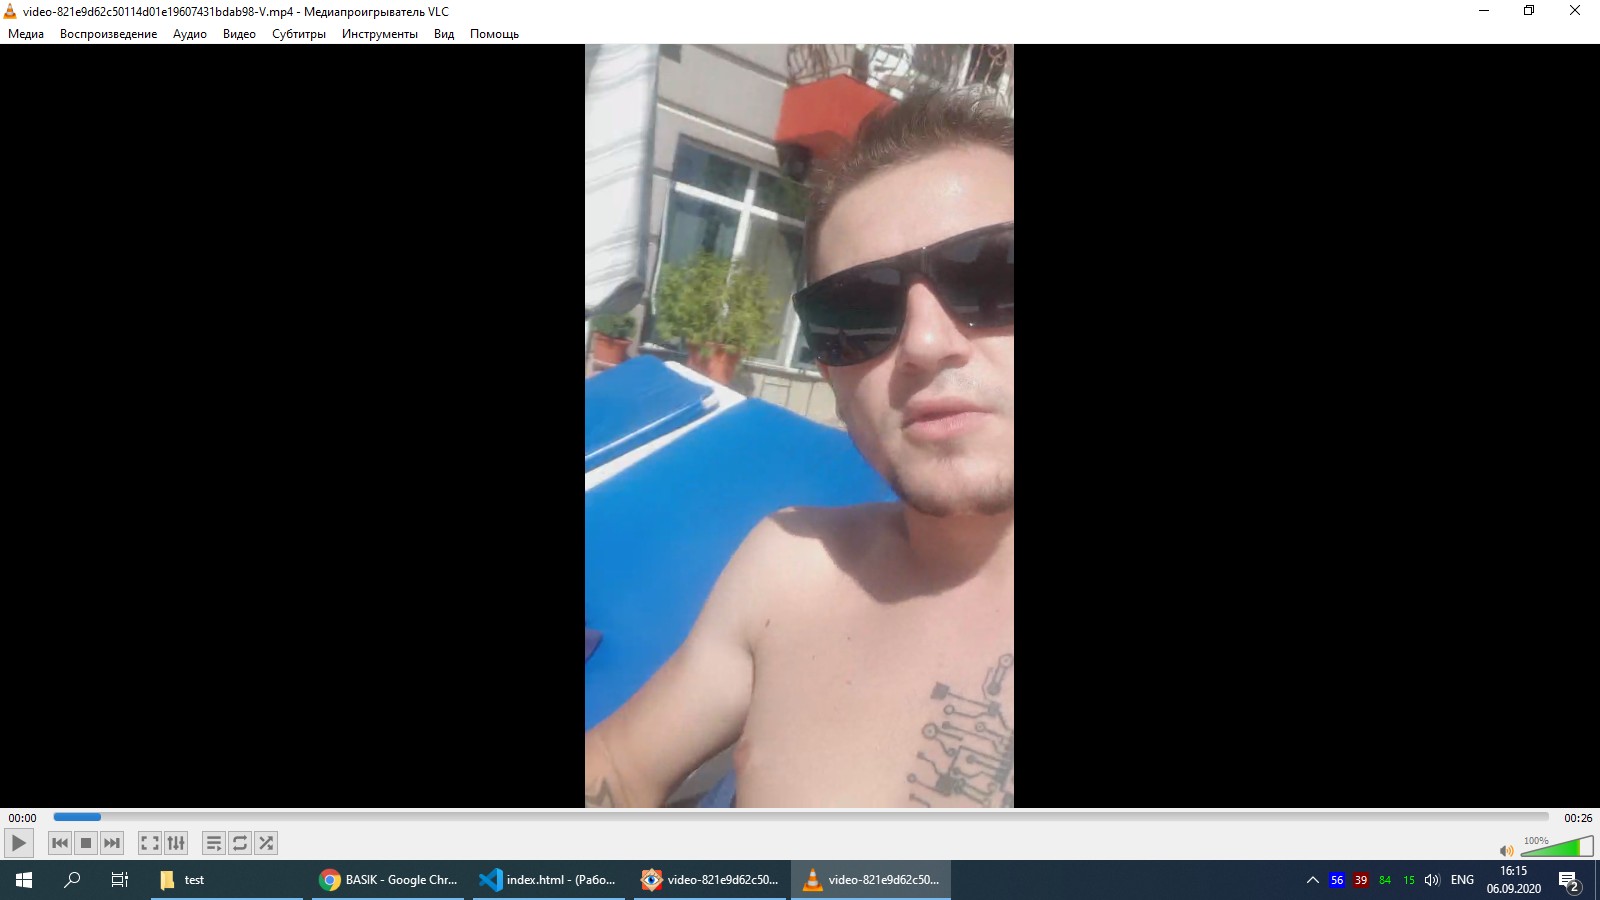 video-821e9d62c50114d01e19607431bdab98-V.mp4 - Медиапроигрыватель VLC
Медиа Воспроизведение Аудио Видео Субтитры Инструменты Вид Помощь
00:00 00:26
100%
test BASIK - Google Chr... index.html - (Рабо... video-821e9d62c50... video-821e9d62c50... 56 39 84 15 ENG 16:15
06.09.2020 2